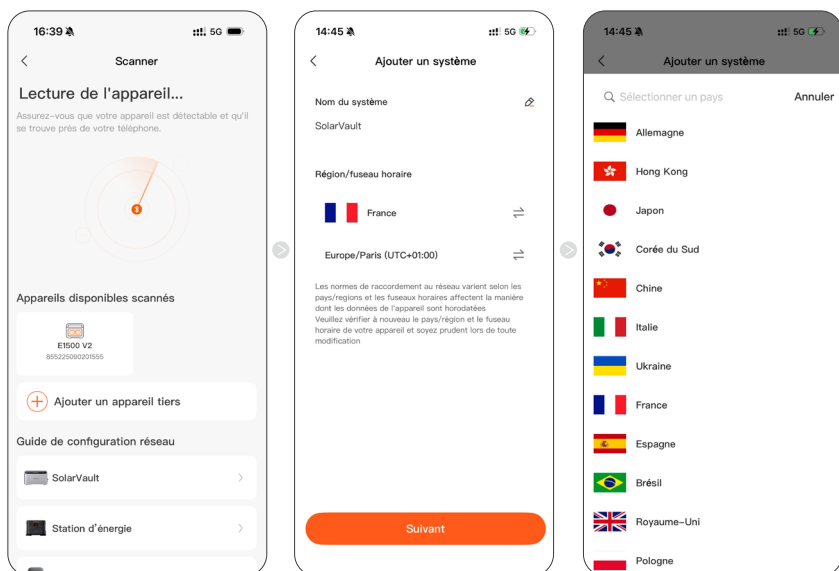 16:39
5G
Scanner
Lecture de l'appareil...
Assurez-vous que votre appareil est détectable et qu'il
se trouve près de votre téléphone.
Appareils disponibles scannés
E1500 V2
855225090201555
Ajouter un appareil tiers
Guide de configuration réseau
SolarVault
Station d'énergie
14:45
5G
Ajouter un système
Nom du système
SolarVault
Région/fuseau horaire
France
Europe/Paris (UTC+01:00)
Les normes de raccordement au réseau varient selon les
pays/regions et les fuseaux horaires affectent la manière
dont les données de l'appareil sont horodatées
Veuillez vérifier à nouveau le pays/région et le fuseau
horaire de votre appareil et soyez prudent lors de toute
modification
Suivant
14:45
5G
Ajouter un système
Sélectionner un pays
Annuler
Allemagne
Hong Kong
Japon
Corée du Sud
Chine
Italie
Ukraine
France
Espagne
Brésil
Royaume-Uni
Pologne